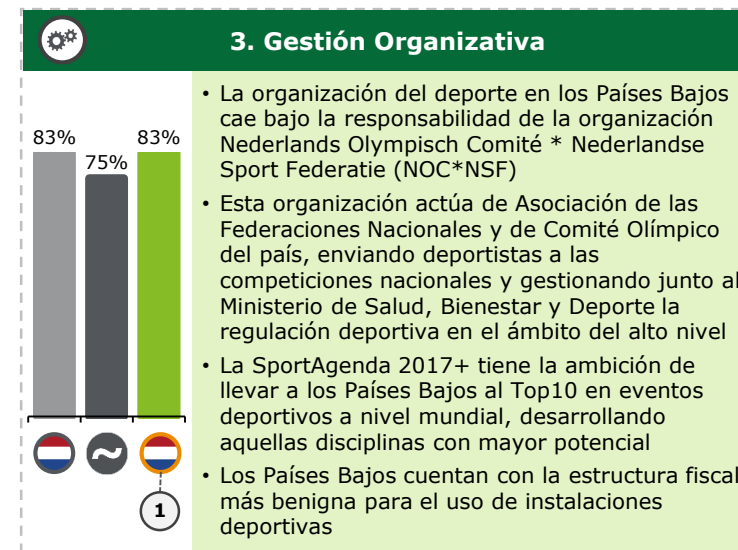 3. Gestión Organizativa
83%
75%
83%
1
• La organización del deporte en los Países Bajos
cae bajo la responsabilidad de la organización
Nederlands Olympisch Comité * Nederlandse
Sport Federatie (NOC*NSF)
• Esta organización actúa de Asociación de las
Federaciones Nacionales y de Comité Olímpico
del país, enviando deportistas a las
competiciones nacionales y gestionando junto al
Ministerio de Salud, Bienestar y Deporte la
regulación deportiva en el ámbito del alto nivel
• La SportAgenda 2017+ tiene la ambición de
llevar a los Países Bajos al Top10 en eventos
deportivos a nivel mundial, desarrollando
aquellas disciplinas con mayor potencial
• Los Países Bajos cuentan con la estructura fiscal
más benigna para el uso de instalaciones
deportivas